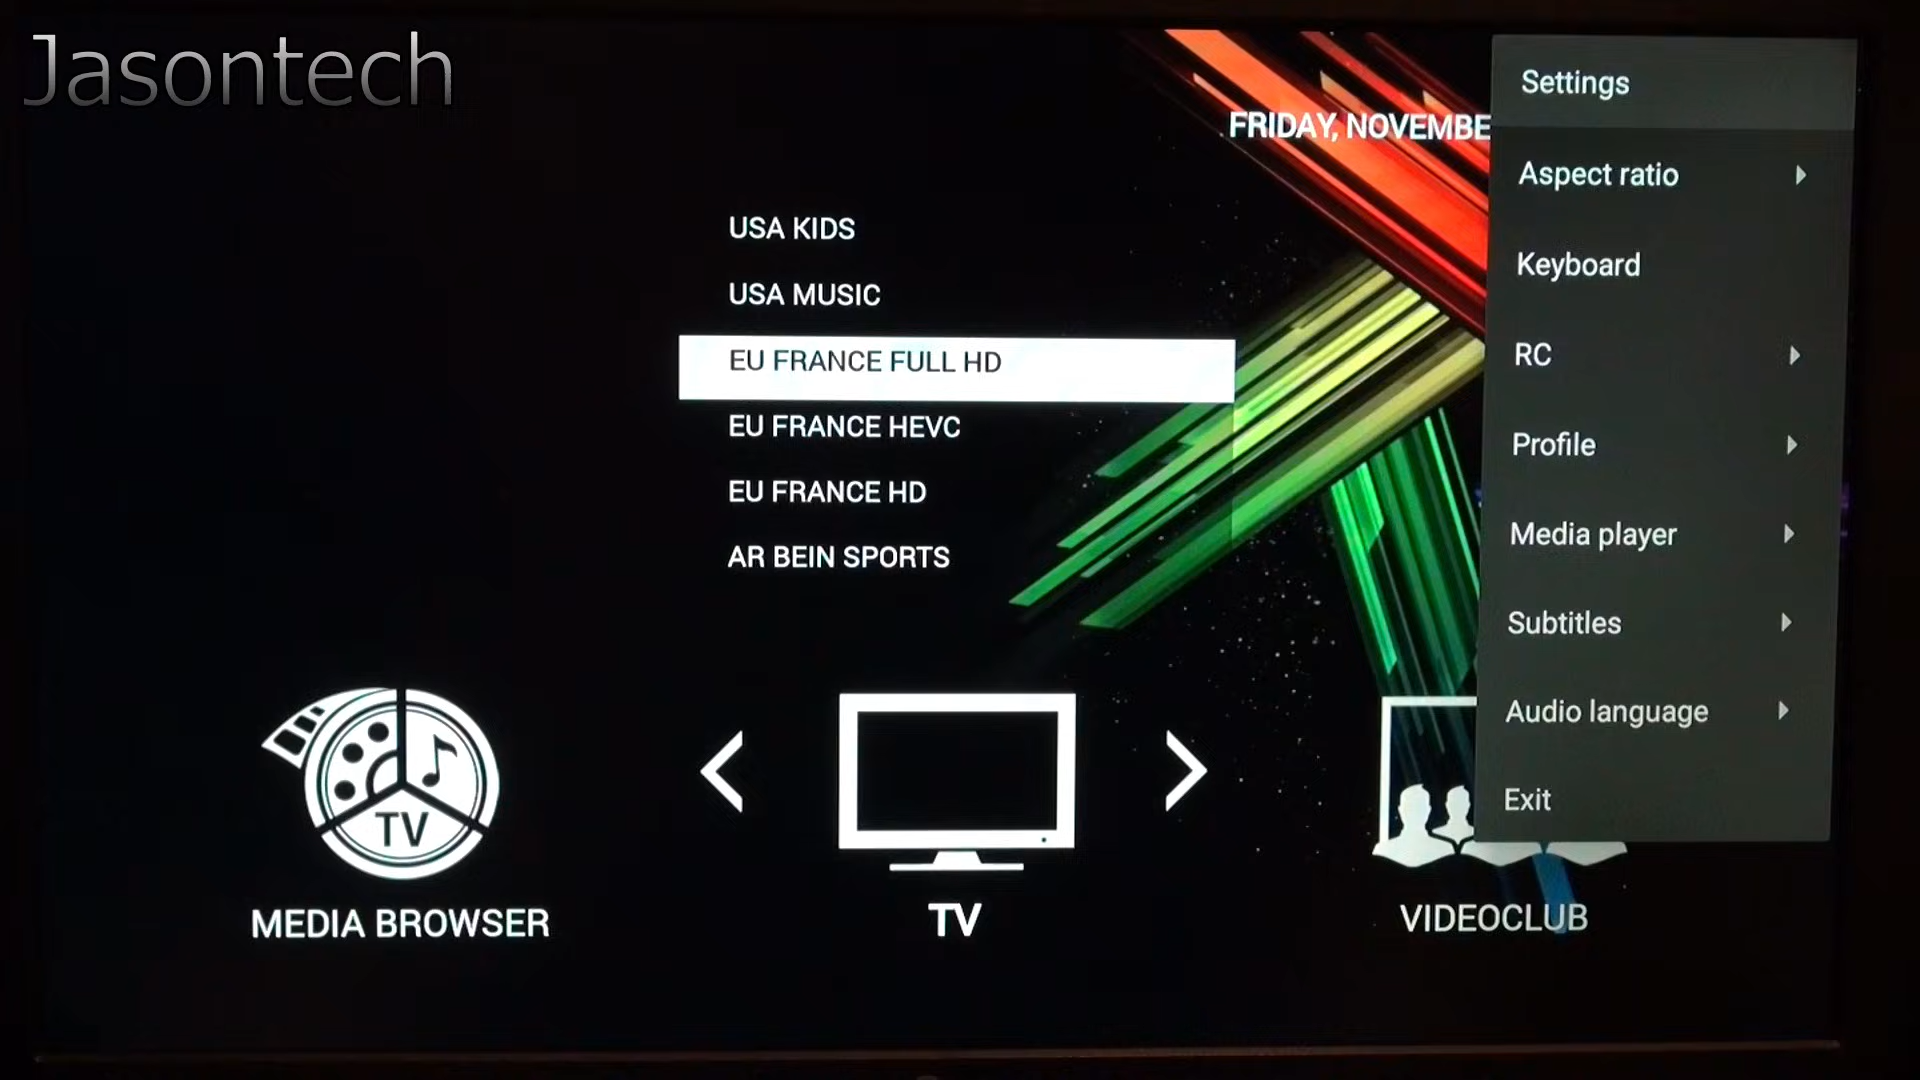 Jasontech
FRIDAY, NOVEMBE
USA KIDS
USA MUSIC
EU FRANCE FULL HD
EU FRANCE HEVC
EU FRANCE HD
AR BEIN SPORTS
Settings
Aspect ratio
Keyboard
RC
Profile
Media player
Subtitles
Audio language
Exit
TV
MEDIA BROWSER
TV
VIDEOCLUB